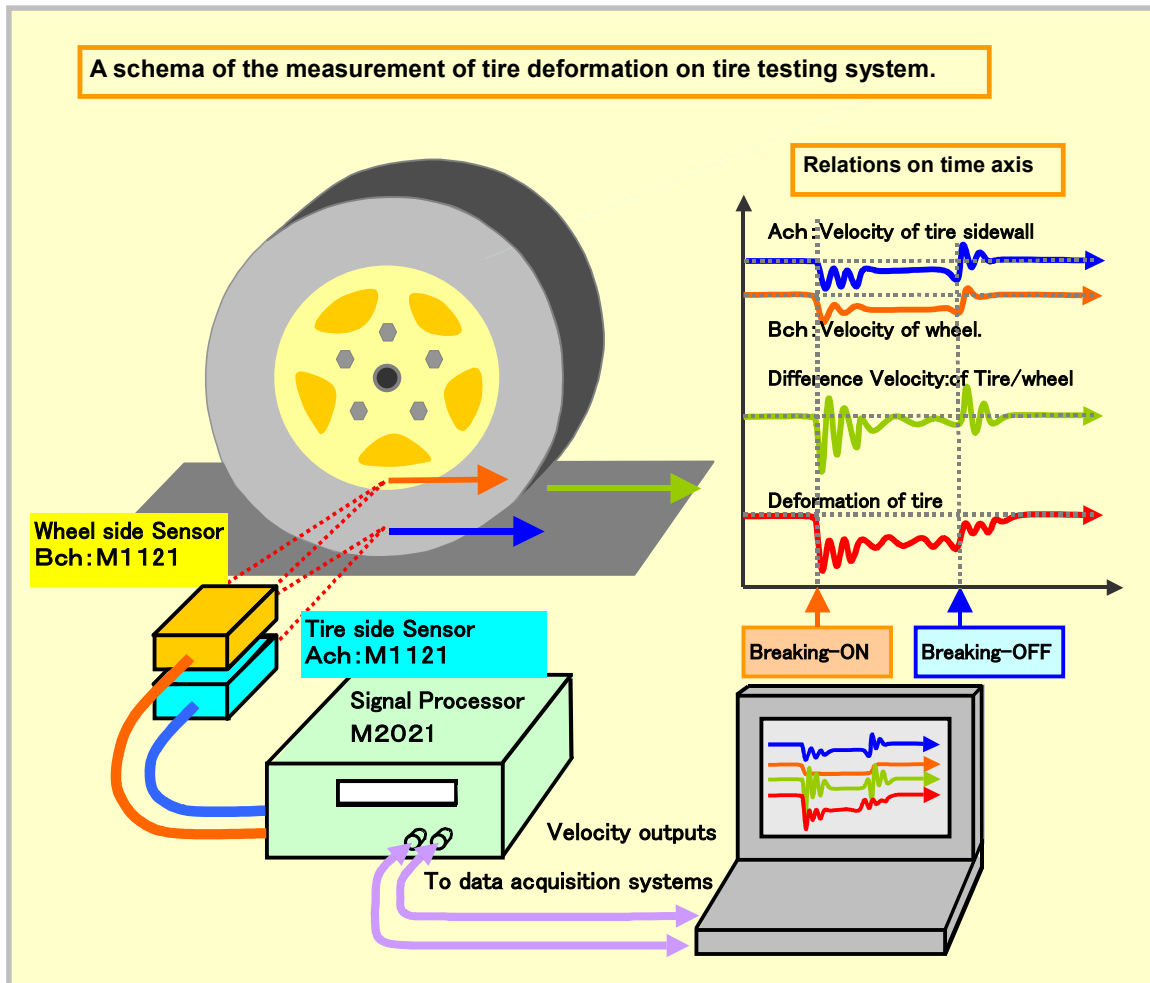 A schema of the measurement of tire deformation on tire testing system.
Relations on time axis
Ach:Velocity of tire sidewall
Bch:Velocity of wheel.
Difference Velocity:of Tire/wheel
Deformation of tire
Breaking-ON
Breaking-OFF
Wheel side Sensor
Bch:M1121
Tire side Sensor
Ach:M1121
Signal Processor
M2021
Velocity outputs
To data acquisition systems